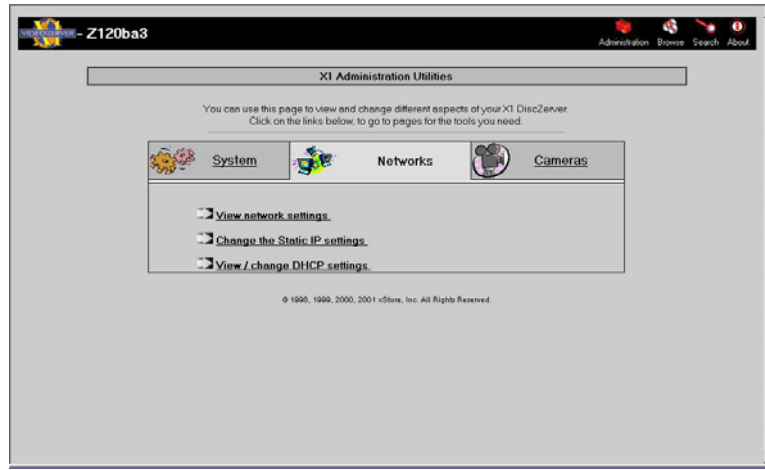 VIDEOZERVER - Z120ba3
Administration Browse Search About
X1 Administration Utilities
You can use this page to view and change different aspects of your X1 DiscZerver.
Click on the links below, to go to pages for the tools you need.
System Networks Cameras
View network settings
Change the Static IP settings
View / change DHCP settings
© 1998, 1999, 2000, 2001 xStore, Inc. All Rights Reserved.